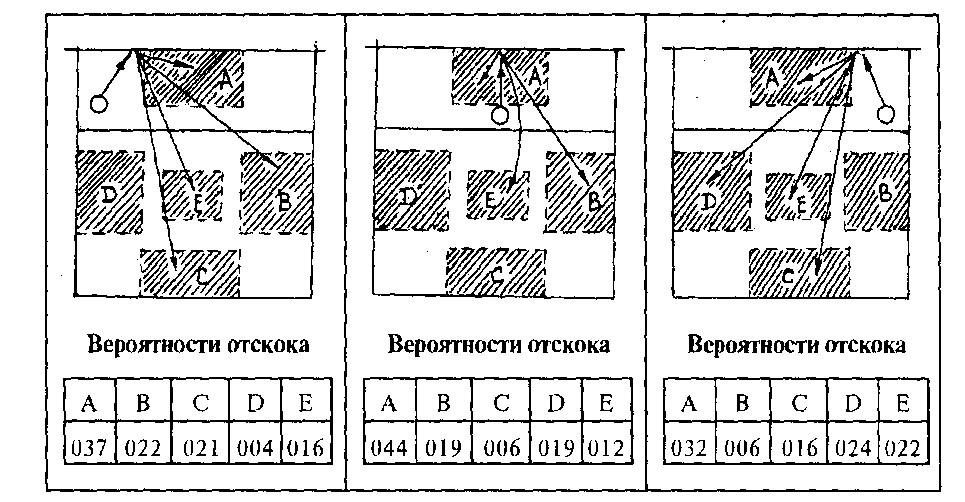 A
D E B
C
Вероятности отскока
A B C D E
037 022 021 004 016
A
D E B
C
Вероятности отскока
A B C D E
044 019 006 019 012
A
D E B
C
Вероятности отскока
A B C D E
032 006 016 024 022